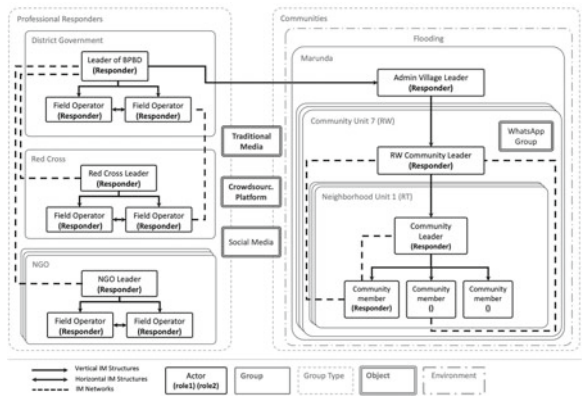 Professional Responders
District Government
Leader of BPBD
(Responder)
Field Operator
(Responder)
Field Operator
(Responder)
Red Cross
Red Cross Leader
(Responder)
Field Operator
(Responder)
Field Operator
(Responder)
NGO
NGO Leader
(Responder)
Field Operator
(Responder)
Field Operator
(Responder)
Traditional
Media
Crowdsourc.
Platform
Social Media
Communities
Flooding
Marunda
Admin Village Leader
(Responder)
Community Unit 7 (RW)
WhatsApp
Group
RW Community Leader
(Responder)
Neighborhood Unit 1 (RT)
Community
Leader
(Responder)
Community
member
(Responder)
Community
member
()
Community
member
()
Vertical IM Structures
Horizontal IM Structures
IM Networks
Actor
(role1) (role2)
Group
Group Type
Object
Environment